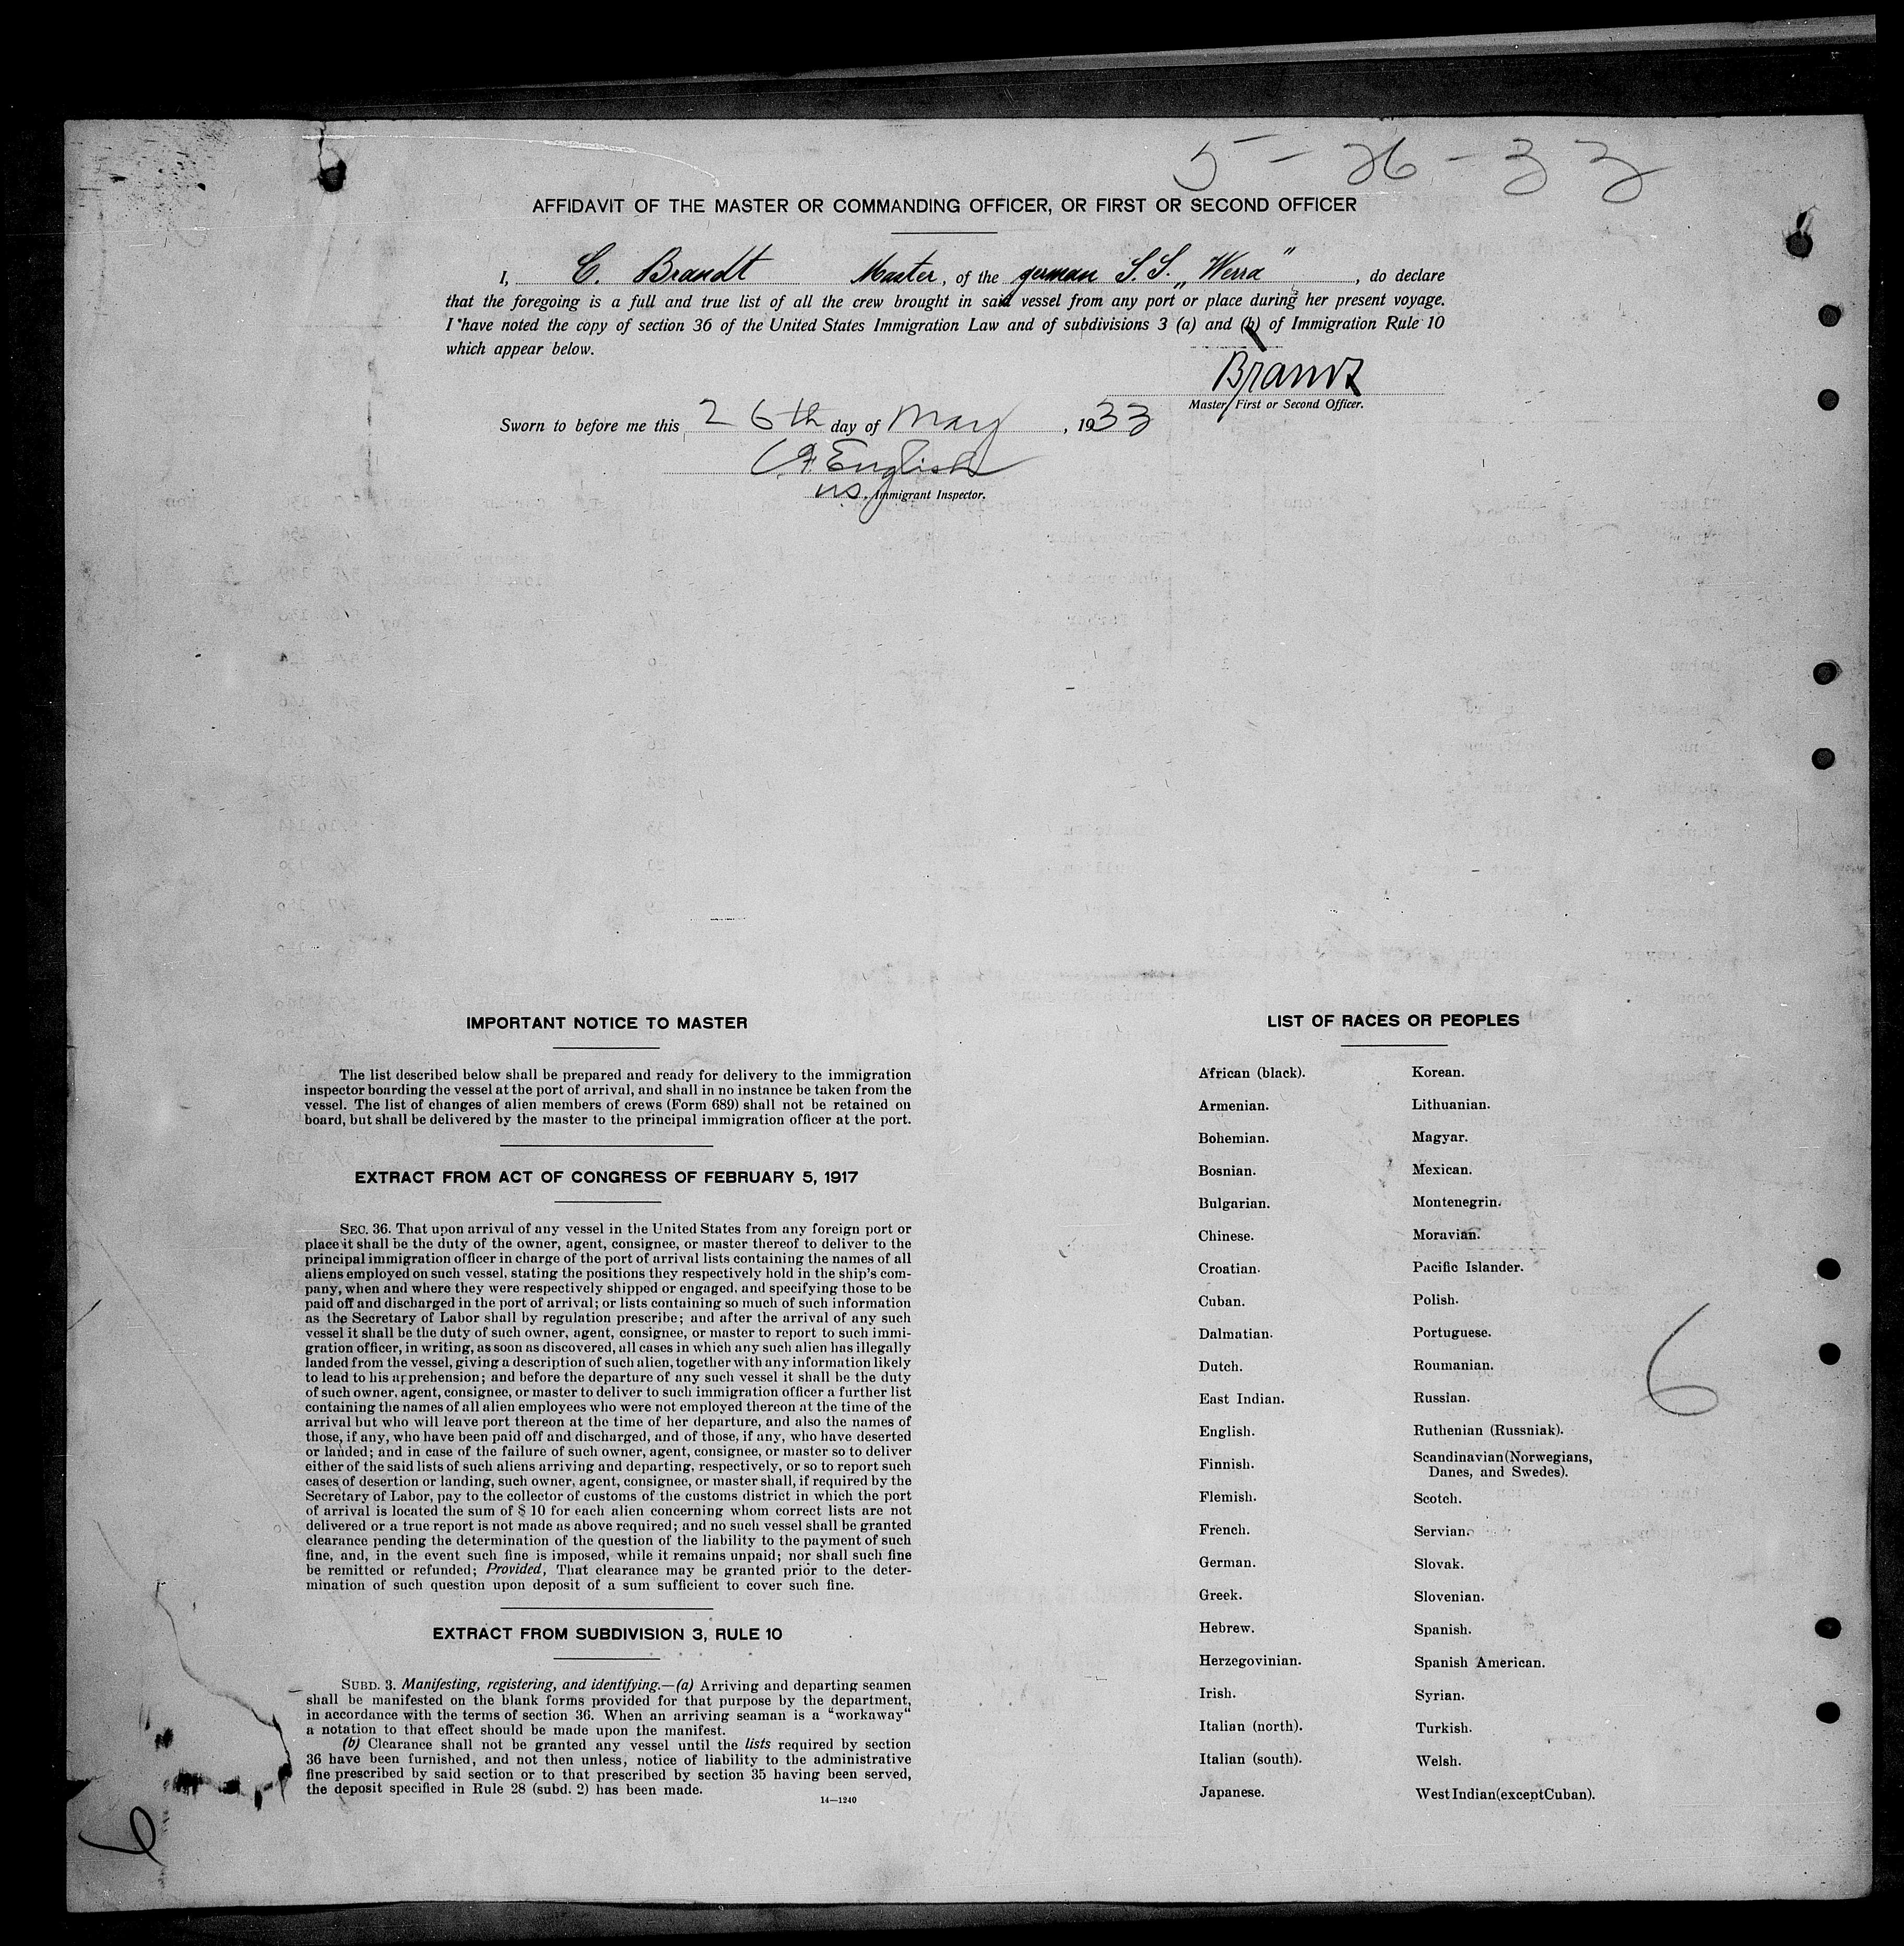 5-26-33
AFFIDAVIT OF THE MASTER OR COMMANDING OFFICER, OR FIRST OR SECOND OFFICER
I, C. Brandt Master, of the german S.S. „Werra“, do declare
that the foregoing is a full and true list of all the crew brought in said vessel from any port or place during her present voyage.
I have noted the copy of section 36 of the United States Immigration Law and of subdivisions 3 (a) and (b) of Immigration Rule 10
which appear below.
Brandt
Master, First or Second Officer.
Sworn to before me this 26th day of May, 1933
English
U.S. Immigrant Inspector.
IMPORTANT NOTICE TO MASTER
The list described below shall be prepared and ready for delivery to the immigration
inspector boarding the vessel at the port of arrival, and shall in no instance be taken from the
vessel. The list of changes of alien members of crews (Form 689) shall not be retained on
board, but shall be delivered by the master to the principal immigration officer at the port.
EXTRACT FROM ACT OF CONGRESS OF FEBRUARY 5, 1917
SEC. 36. That upon arrival of any vessel in the United States from any foreign port or
place it shall be the duty of the owner, agent, consignee, or master thereof to deliver to the
principal immigration officer in charge of the port of arrival lists containing the names of all
aliens employed on such vessel, stating the positions they respectively hold in the ship's com-
pany, when and where they were respectively shipped or engaged, and specifying those to be
paid off and discharged in the port of arrival; or lists containing so much of such information
as the Secretary of Labor shall by regulation prescribe; and after the arrival of any such
vessel it shall be the duty of such owner, agent, consignee, or master to report to such immi-
gration officer, in writing, as soon as discovered, all cases in which any such alien has illegally
landed from the vessel, giving a description of such alien, together with any information likely
to lead to his apprehension; and before the departure of any such vessel it shall be the duty
of such owner, agent, consignee, or master to deliver to such immigration officer a further list
containing the names of all alien employees who were not employed thereon at the time of the
arrival but who will leave port thereon at the time of her departure, and also the names of
those, if any, who have been paid off and discharged, and of those, if any, who have deserted
or landed; and in case of the failure of such owner, agent, consignee, or master so to deliver
either of the said lists of such aliens arriving and departing, respectively, or so to report such
cases of desertion or landing, such owner, agent, consignee, or master shall, if required by the
Secretary of Labor, pay to the collector of customs of the customs district in which the port
of arrival is located the sum of $ 10 for each alien concerning whom correct lists are not
delivered or a true report is not made as above required; and no such vessel shall be granted
clearance pending the determination of the question of the liability to the payment of such
fine, and, in the event such fine is imposed, while it remains unpaid; nor shall such fine
be remitted or refunded; Provided, That clearance may be granted prior to the deter-
mination of such question upon deposit of a sum sufficient to cover such fine.
EXTRACT FROM SUBDIVISION 3, RULE 10
SUBD. 3. Manifesting, registering, and identifying.—(a) Arriving and departing seamen
shall be manifested on the blank forms provided for that purpose by the department,
in accordance with the terms of section 36. When an arriving seaman is a “workaway“
a notation to that effect should be made upon the manifest.
(b) Clearance shall not be granted any vessel until the lists required by section
36 have been furnished, and not then unless, notice of liability to the administrative
fine prescribed by said section or to that prescribed by section 35 having been served,
the deposit specified in Rule 28 (subd. 2) has been made.
14—1240
6
LIST OF RACES OR PEOPLES
African (black).
Armenian.
Bohemian.
Bosnian.
Bulgarian.
Chinese.
Croatian.
Cuban.
Dalmatian.
Dutch.
East Indian.
English.
Finnish.
Flemish.
French.
German.
Greek.
Hebrew.
Herzegovinian.
Irish.
Italian (north).
Italian (south).
Japanese.
Korean.
Lithuanian.
Magyar.
Mexican.
Montenegrin.
Moravian.
Pacific Islander.
Polish.
Portuguese.
Roumanian.
Russian.
Ruthenian (Russniak).
Scandinavian(Norwegians,
Danes, and Swedes).
Scotch.
Servian.
Slovak.
Slovenian.
Spanish.
Spanish American.
Syrian.
Turkish.
Welsh.
West Indian(except Cuban).
6